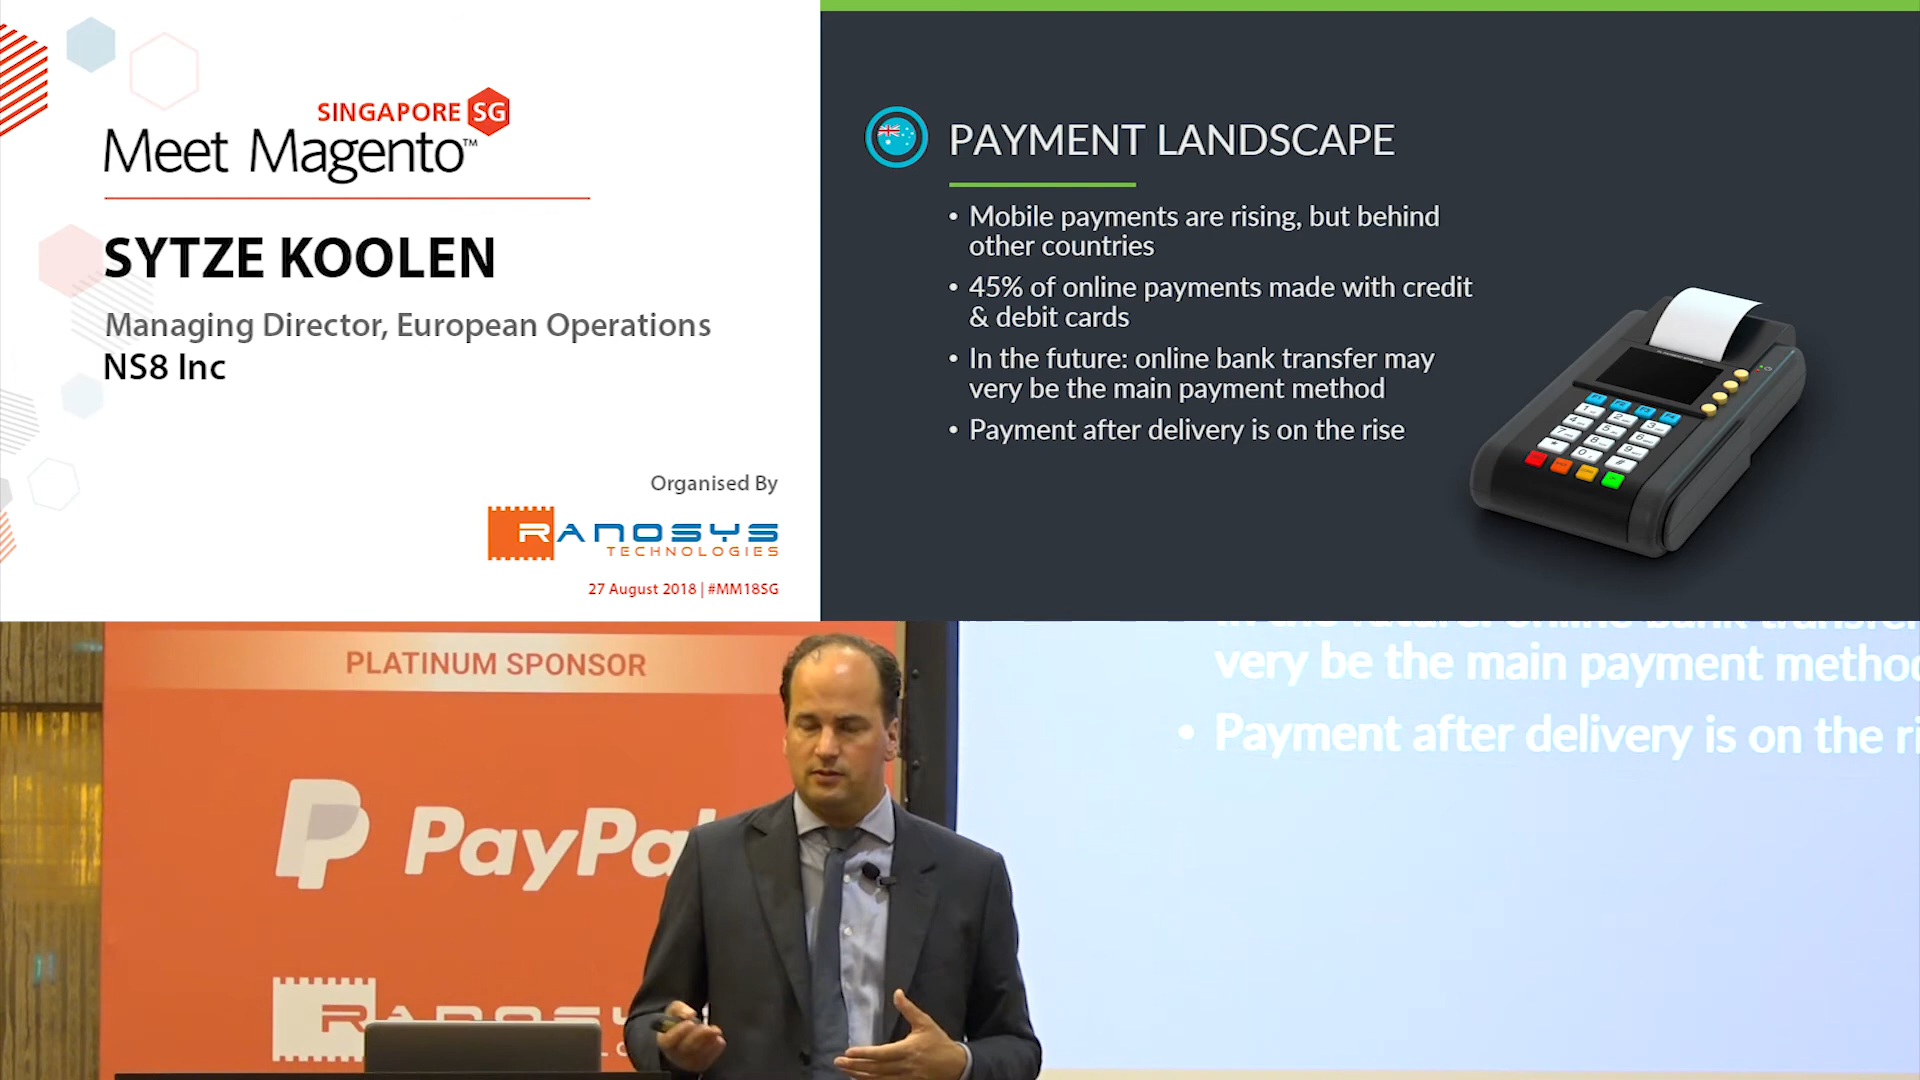 SINGAPORE SG
Meet Magento™
SYTZE KOOLEN
Managing Director, European Operations
NS8 Inc
Organised By
RANOSYS
TECHNOLOGIES
27 August 2018 | #MM18SG
PAYMENT LANDSCAPE
• Mobile payments are rising, but behind
other countries
• 45% of online payments made with credit
& debit cards
• In the future: online bank transfer may
very be the main payment method
• Payment after delivery is on the rise
PLATINUM SPONSOR
PayPal
RANOSY
very be the main payment metho
• Payment after delivery is on the ri